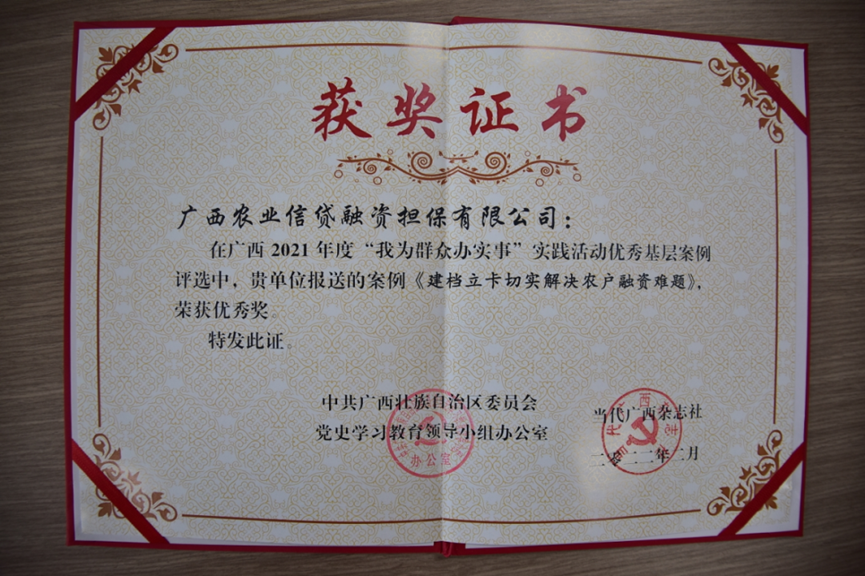 获奖证书
广西农业信贷融资担保有限公司：
在广西 2021 年度“我为群众办实事”实践活动优秀基层案例
评选中，贵单位报送的案例《建档立卡切实解决农户融资难题》，
荣获优秀奖。
特发此证。
中共广西壮族自治区委员会
党史学习教育领导小组办公室
办公室
当代广西杂志社
二〇二二年二月